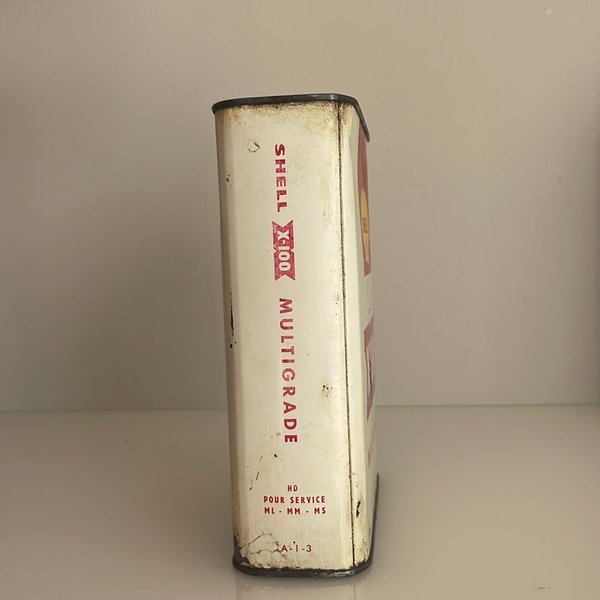 SHELL X-100 MULTIGRADE
HD
POUR SERVICE
ML - MM - MS
A-1-3